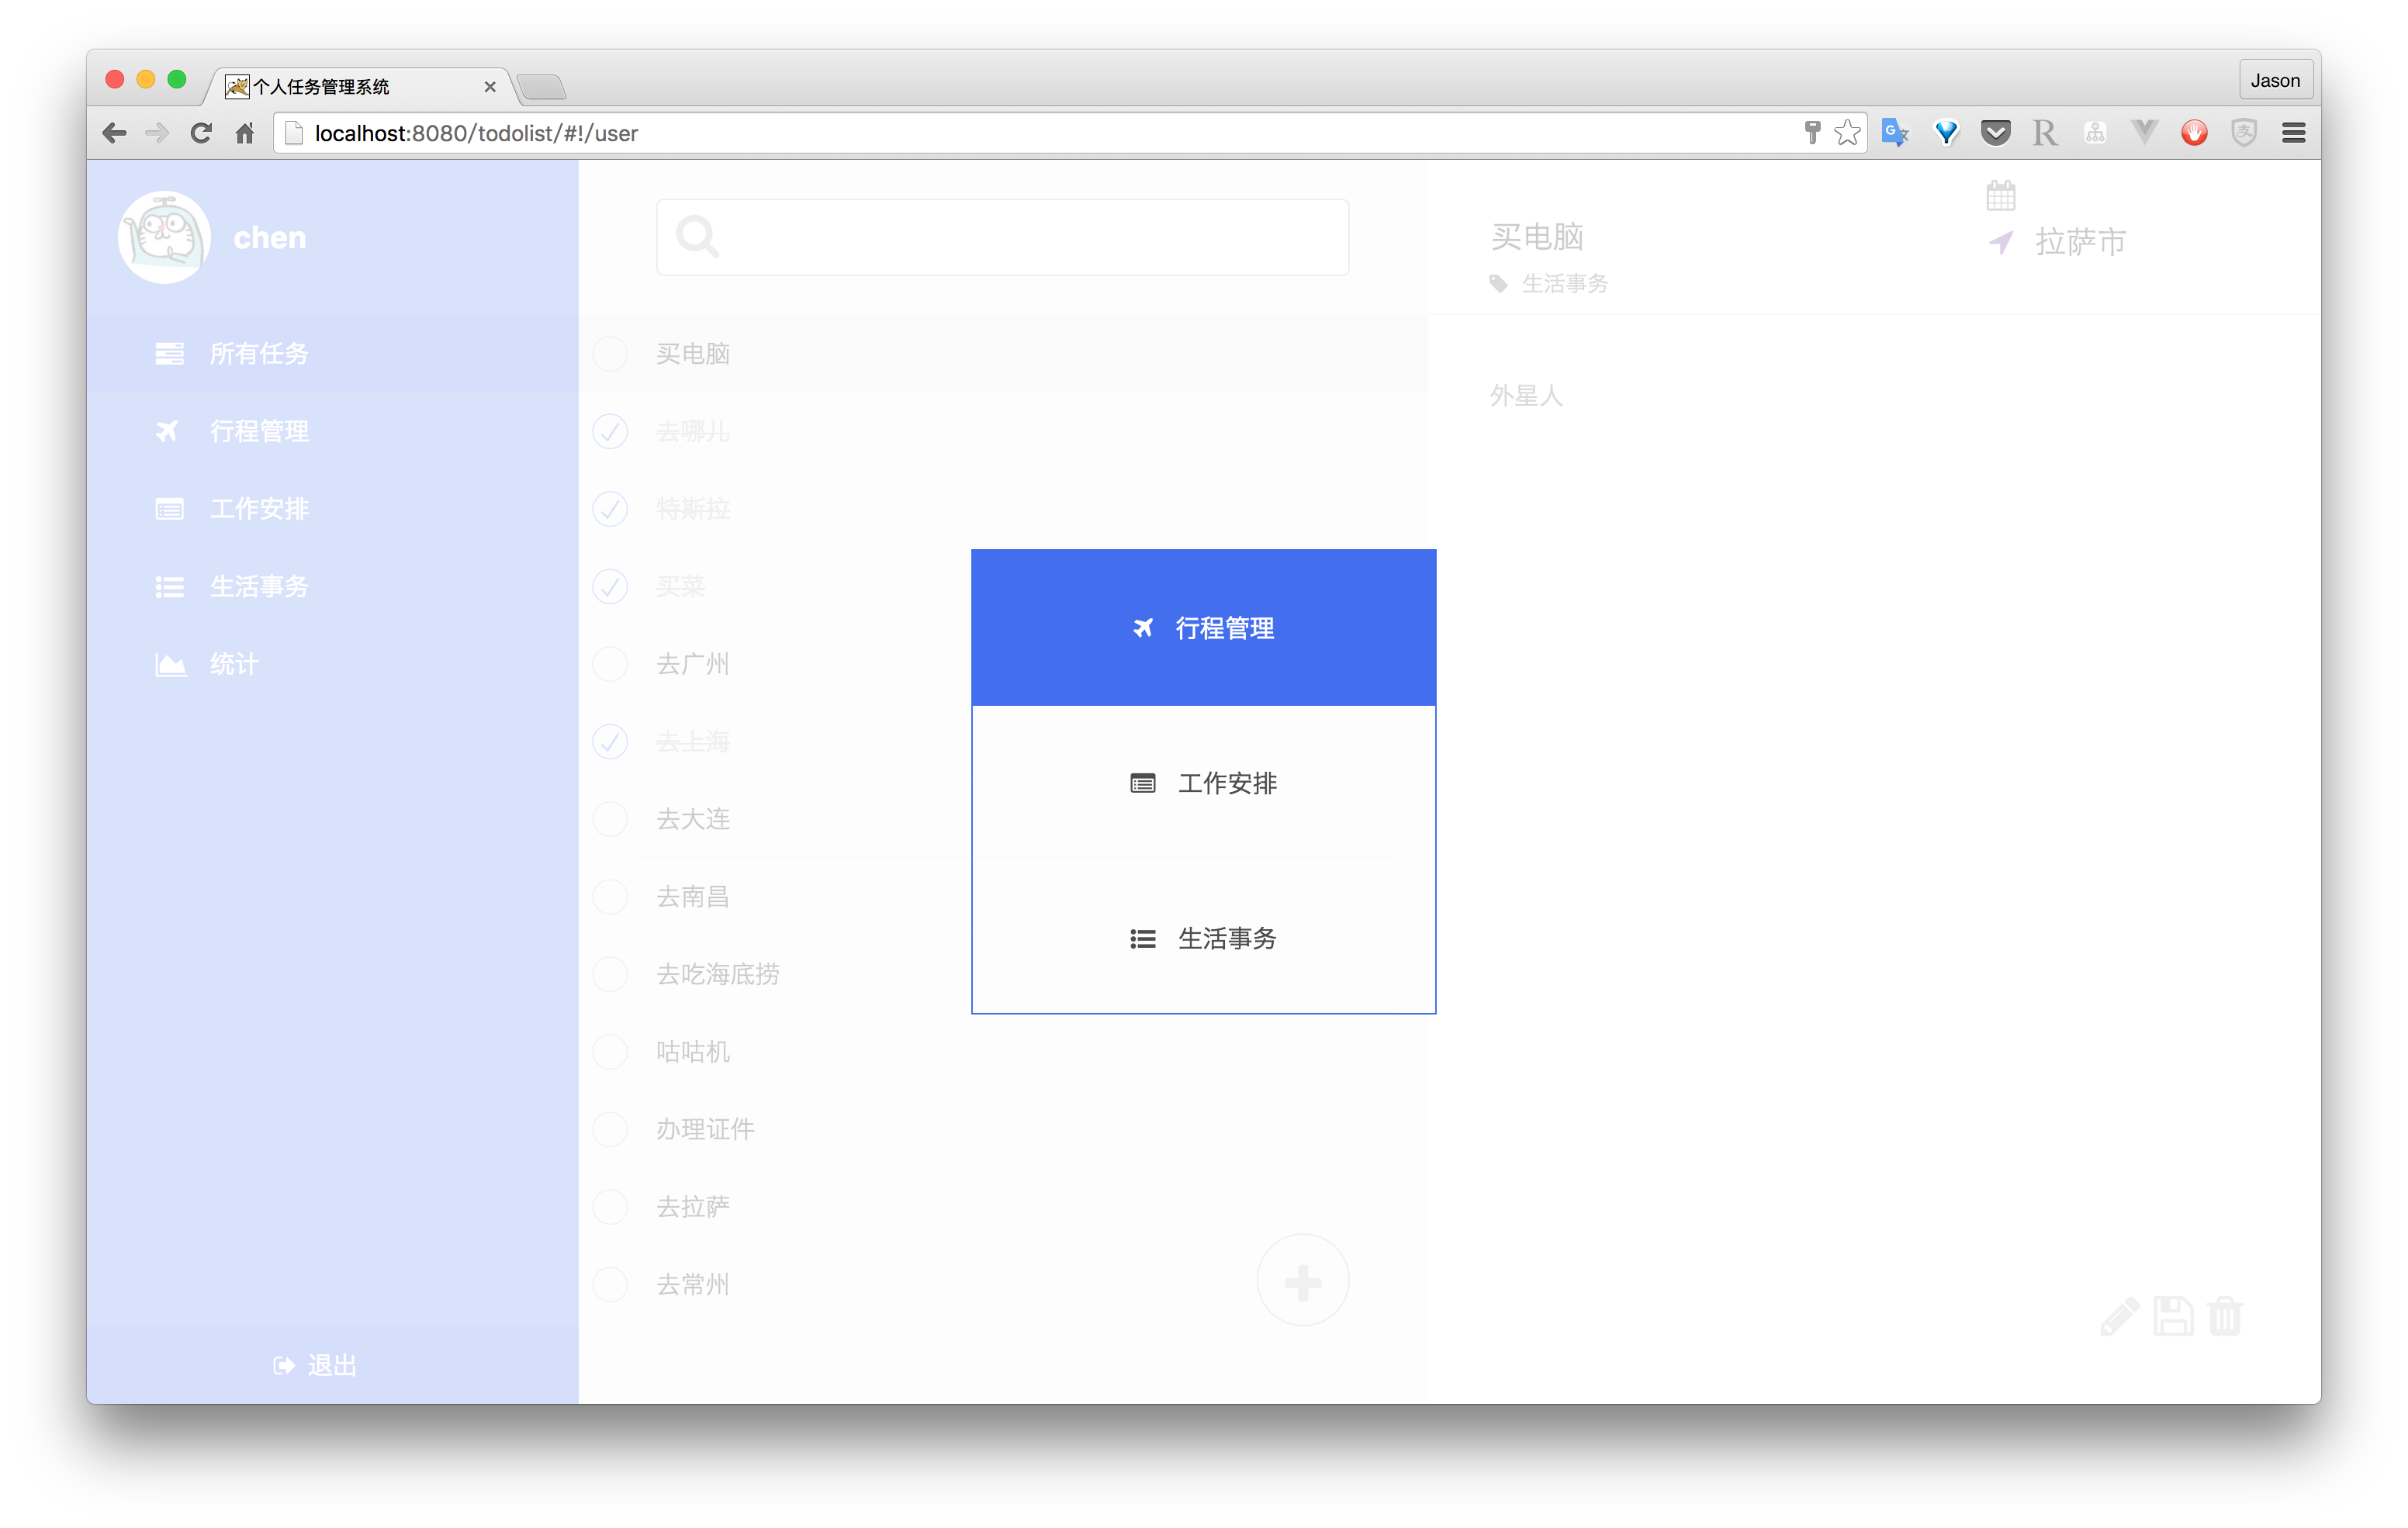 个人任务管理系统
Jason
localhost:8080/todolist/#!/user
chen
所有任务
行程管理
工作安排
生活事务
统计
退出
买电脑
去哪儿
特斯拉
买菜
去广州
去上海
去大连
去南昌
去吃海底捞
咕咕机
办理证件
去拉萨
去常州
行程管理
工作安排
生活事务
买电脑
生活事务
拉萨市
外星人